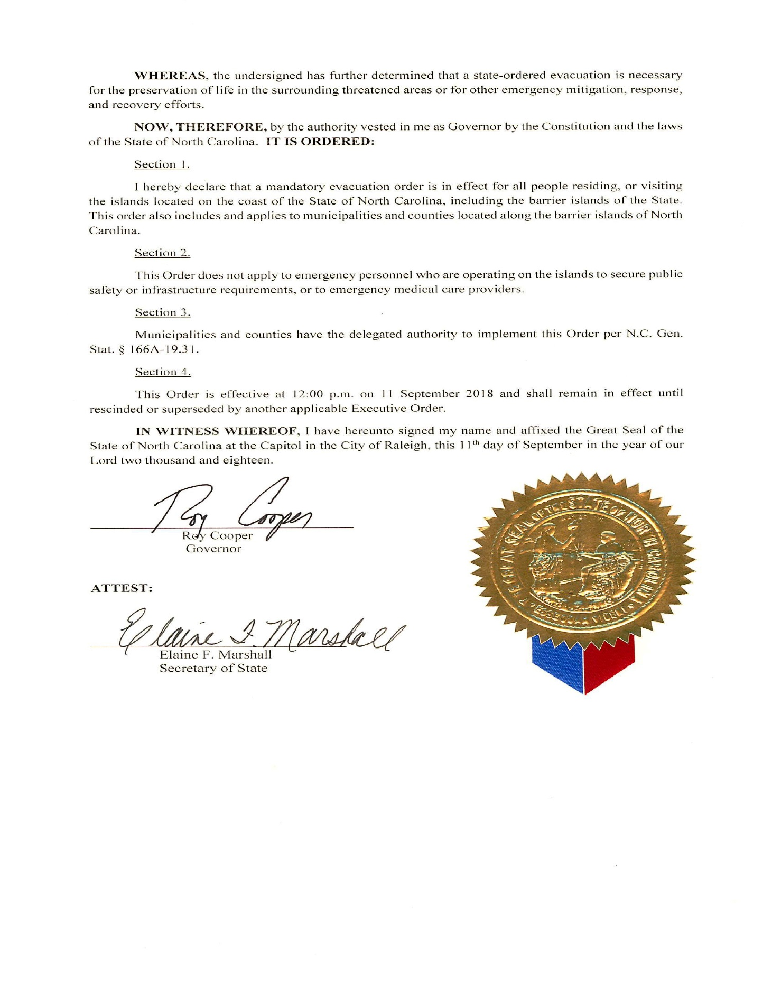 WHEREAS, the undersigned has further determined that a state-ordered evacuation is necessary
for the preservation of life in the surrounding threatened areas or for other emergency mitigation, response,
and recovery efforts.
NOW, THEREFORE, by the authority vested in me as Governor by the Constitution and the laws
of the State of North Carolina. IT IS ORDERED:
Section 1.
I hereby declare that a mandatory evacuation order is in effect for all people residing, or visiting
the islands located on the coast of the State of North Carolina, including the barrier islands of the State.
This order also includes and applies to municipalities and counties located along the barrier islands of North
Carolina.
Section 2.
This Order does not apply to emergency personnel who are operating on the islands to secure public
safety or infrastructure requirements, or to emergency medical care providers.
Section 3.
Municipalities and counties have the delegated authority to implement this Order per N.C. Gen.
Stat. § 166A-19.31.
Section 4.
This Order is effective at 12:00 p.m. on 11 September 2018 and shall remain in effect until
rescinded or superseded by another applicable Executive Order.
IN WITNESS WHEREOF, I have hereunto signed my name and affixed the Great Seal of the
State of North Carolina at the Capitol in the City of Raleigh, this 11th day of September in the year of our
Lord two thousand and eighteen.
Roy Cooper
Roy Cooper
Governor
ATTEST:
Elaine F. Marshall
Elaine F. Marshall
Secretary of State
THE GREAT SEAL OF THE STATE OF NORTH CAROLINA
ESSE QUAM VIDERI